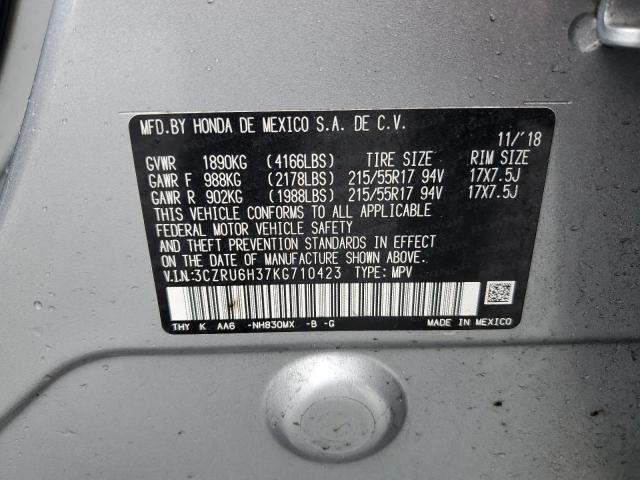 MFD.BY HONDA DE MEXICO S.A. DE C.V.
11/'18
GVWR 1890KG (4166LBS) TIRE SIZE RIM SIZE
GAWR F 988KG (2178LBS) 215/55R17 94V 17X7.5J
GAWR R 902KG (1988LBS) 215/55R17 94V 17X7.5J
THIS VEHICLE CONFORMS TO ALL APPLICABLE
FEDERAL MOTOR VEHICLE SAFETY
AND THEFT PREVENTION STANDARDS IN EFFECT
ON THE DATE OF MANUFACTURE SHOWN ABOVE.
V.I.N.:3CZRU6H37KG710423 TYPE: MPV
THY K AA6 -NH830MX -B -G MADE IN MEXICO